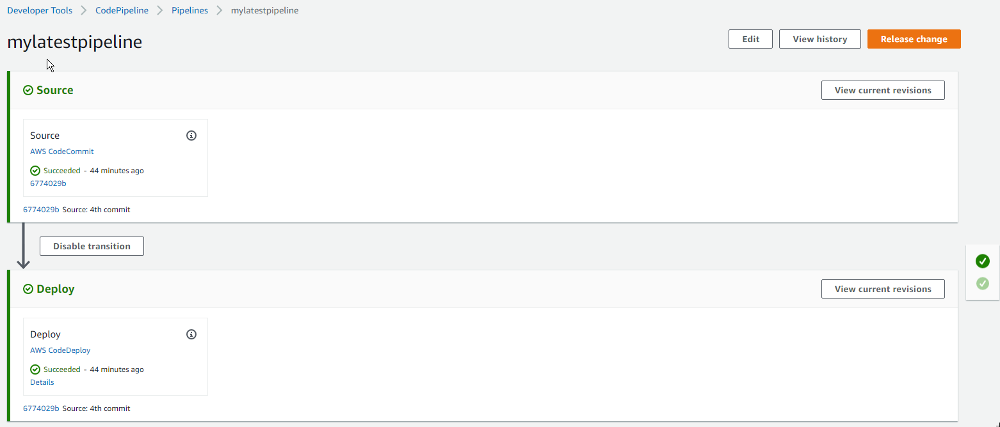 Developer Tools CodePipeline Pipelines mylatestpipeline
mylatestpipeline
Edit View history Release change
Source
View current revisions
Source
AWS CodeCommit
Succeeded - 44 minutes ago
6774029b
6774029b Source: 4th commit
Disable transition
Deploy
View current revisions
Deploy
AWS CodeDeploy
Succeeded - 44 minutes ago
Details
6774029b Source: 4th commit